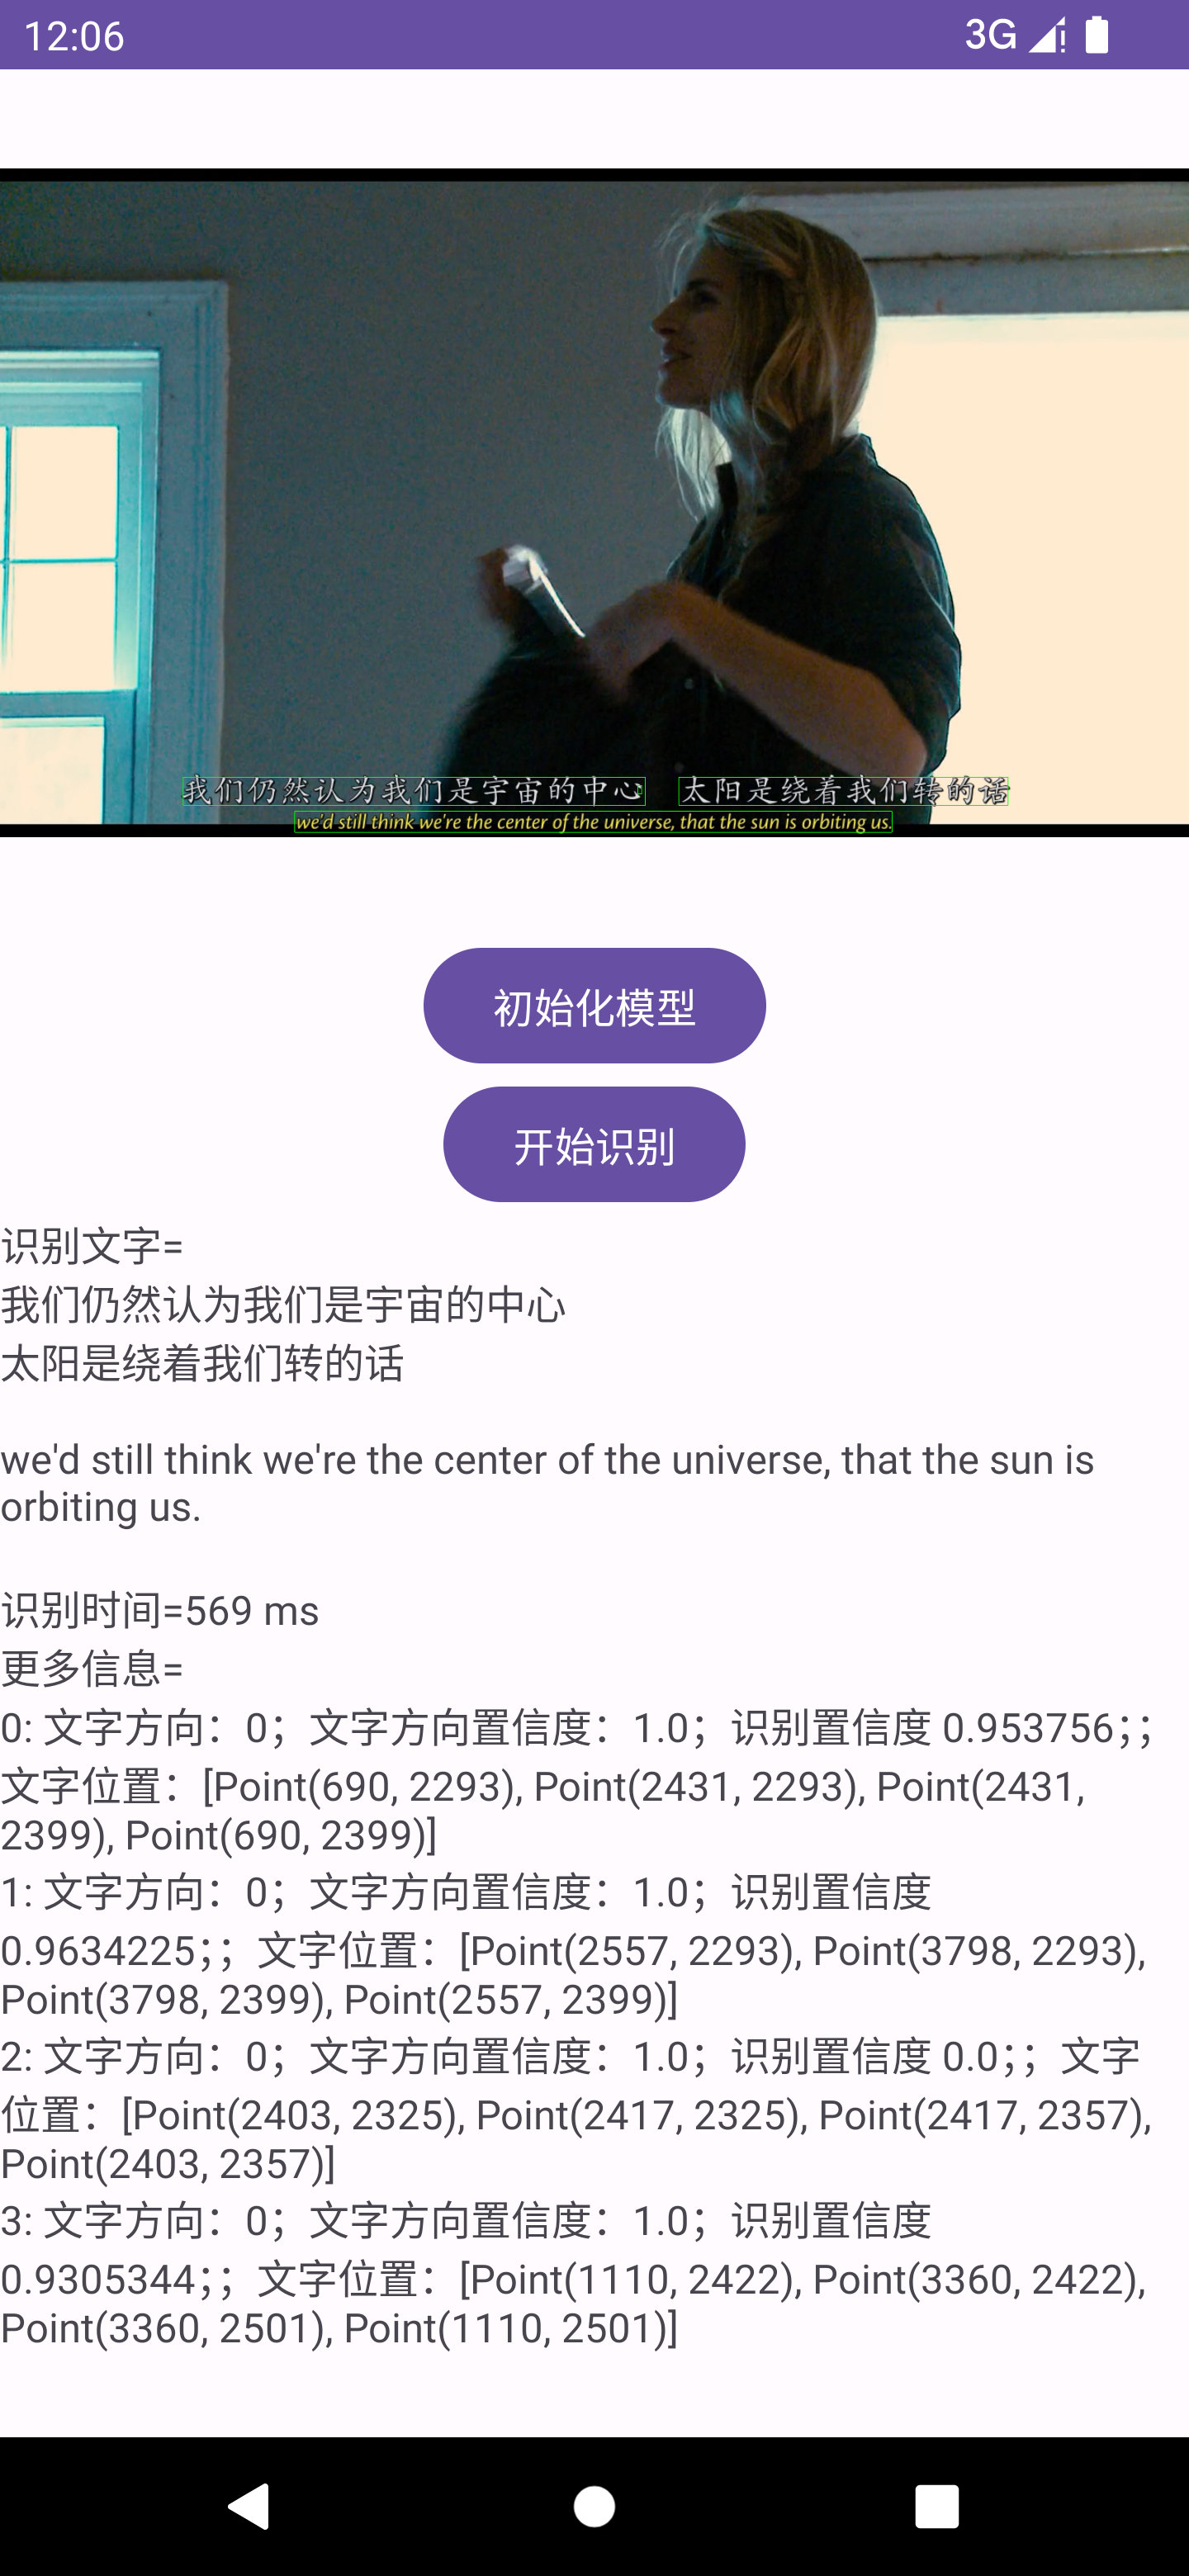 12:06 3G
我们仍然认为我们是宇宙的中心 太阳是绕着我们转的话
we'd still think we're the center of the universe, that the sun is orbiting us.
初始化模型
开始识别
识别文字=
我们仍然认为我们是宇宙的中心
太阳是绕着我们转的话
we'd still think we're the center of the universe, that the sun is
orbiting us.
识别时间=569 ms
更多信息=
0: 文字方向：0；文字方向置信度：1.0；识别置信度 0.953756；；
文字位置：[Point(690, 2293), Point(2431, 2293), Point(2431,
2399), Point(690, 2399)]
1: 文字方向：0；文字方向置信度：1.0；识别置信度
0.9634225；；文字位置：[Point(2557, 2293), Point(3798, 2293),
Point(3798, 2399), Point(2557, 2399)]
2: 文字方向：0；文字方向置信度：1.0；识别置信度 0.0；；文字
位置：[Point(2403, 2325), Point(2417, 2325), Point(2417, 2357),
Point(2403, 2357)]
3: 文字方向：0；文字方向置信度：1.0；识别置信度
0.9305344；；文字位置：[Point(1110, 2422), Point(3360, 2422),
Point(3360, 2501), Point(1110, 2501)]